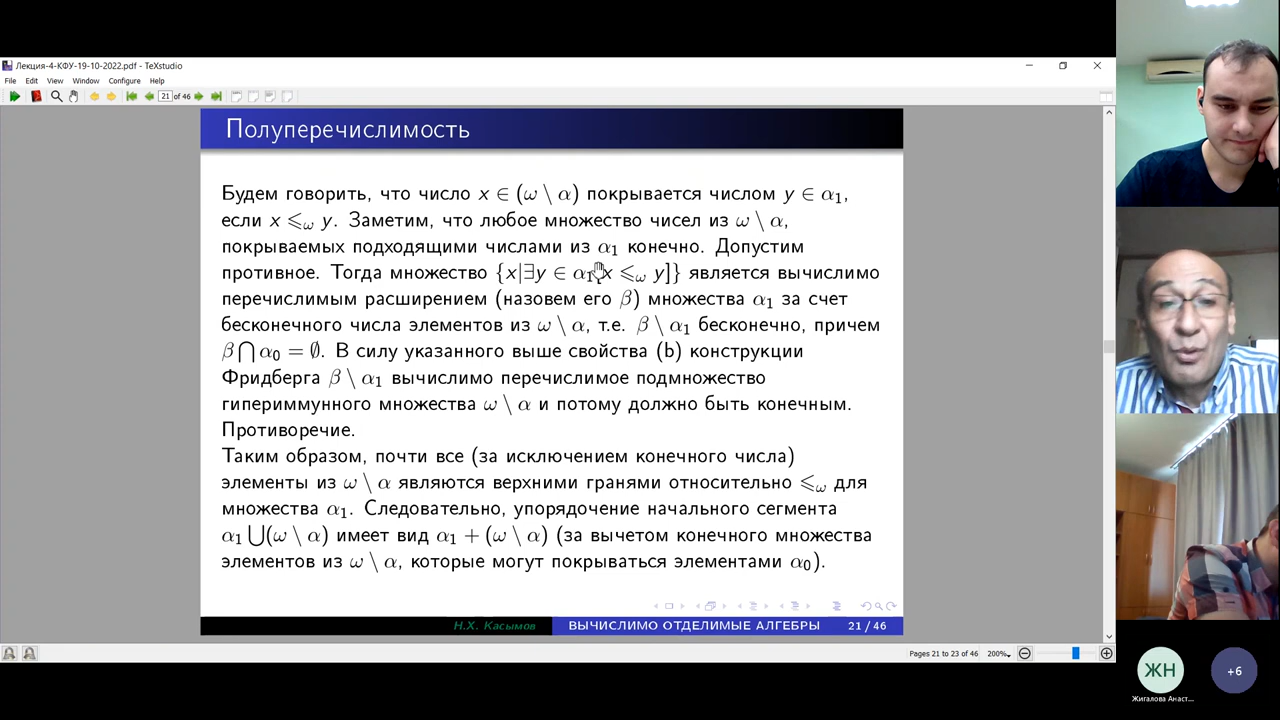 Лекция-4-КФУ-19-10-2022.pdf - TeXstudio
File Edit View Window Configure Help
21 of 46
Полуперечислимость
Будем говорить, что число x ∈ (ω \ α) покрывается числом y ∈ α₁,
если x ⩽ω y. Заметим, что любое множество чисел из ω \ α,
покрываемых подходящими числами из α₁ конечно. Допустим
противное. Тогда множество {x|∃y ∈ α₁[x ⩽ω y]} является вычислимо
перечислимым расширением (назовем его β) множества α₁ за счет
бесконечного числа элементов из ω \ α, т.е. β \ α₁ бесконечно, причем
β ⋂ α₀ = ∅. В силу указанного выше свойства (b) конструкции
Фридберга β \ α₁ вычислимо перечислимое подмножество
гипериммунного множества ω \ α и потому должно быть конечным.
Противоречие.
Таким образом, почти все (за исключением конечного числа)
элементы из ω \ α являются верхними гранями относительно ⩽ω для
множества α₁. Следовательно, упорядочение начального сегмента
α₁ ⋃(ω \ α) имеет вид α₁ + (ω \ α) (за вычетом конечного множества
элементов из ω \ α, которые могут покрываться элементами α₀).
Н.Х. Касымов ВЫЧИСЛИМО ОТДЕЛИМЫЕ АЛГЕБРЫ 21 / 46
Pages 21 to 23 of 46 200%
ЖН
+6
Жигалова Анаст...